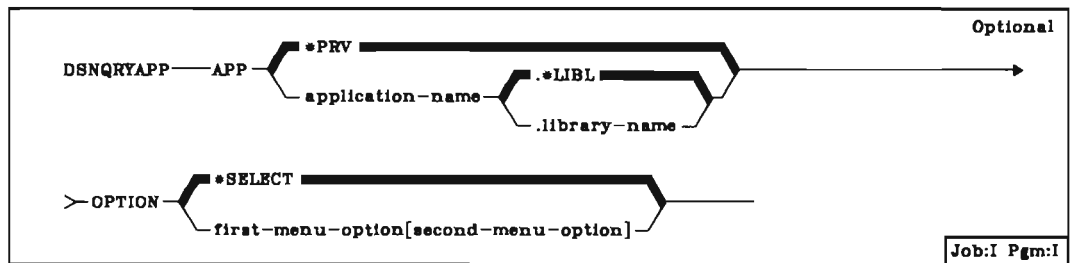 Optional
*PRV
DSNQRYAPP APP
.*LIBL
application-name
.library-name
*SELECT
>-OPTION
first-menu-option[second-menu-option]
Job:I Pgm:I